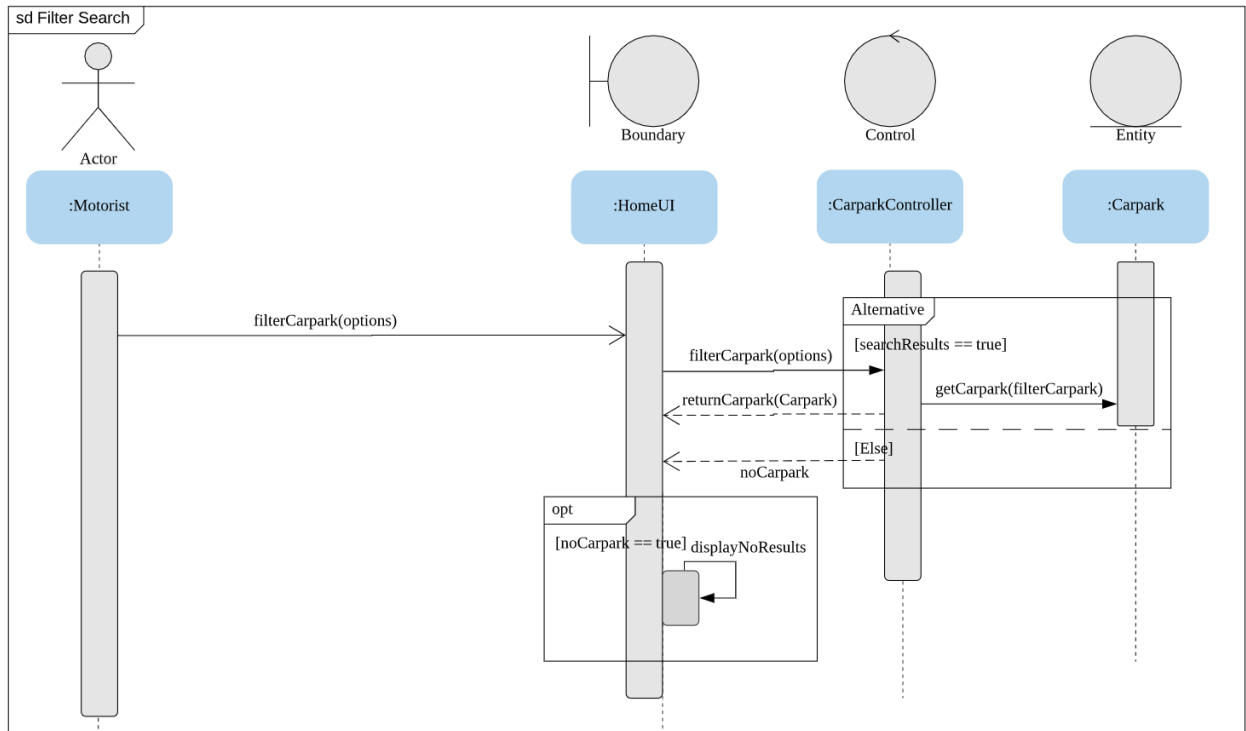 sd Filter Search
Actor
Boundary
Control
Entity
:Motorist
:HomeUI
:CarparkController
:Carpark
Alternative
filterCarpark(options)
[searchResults == true]
filterCarpark(options)
getCarpark(filterCarpark)
returnCarpark(Carpark)
[Else]
noCarpark
opt
[noCarpark == true]
displayNoResults